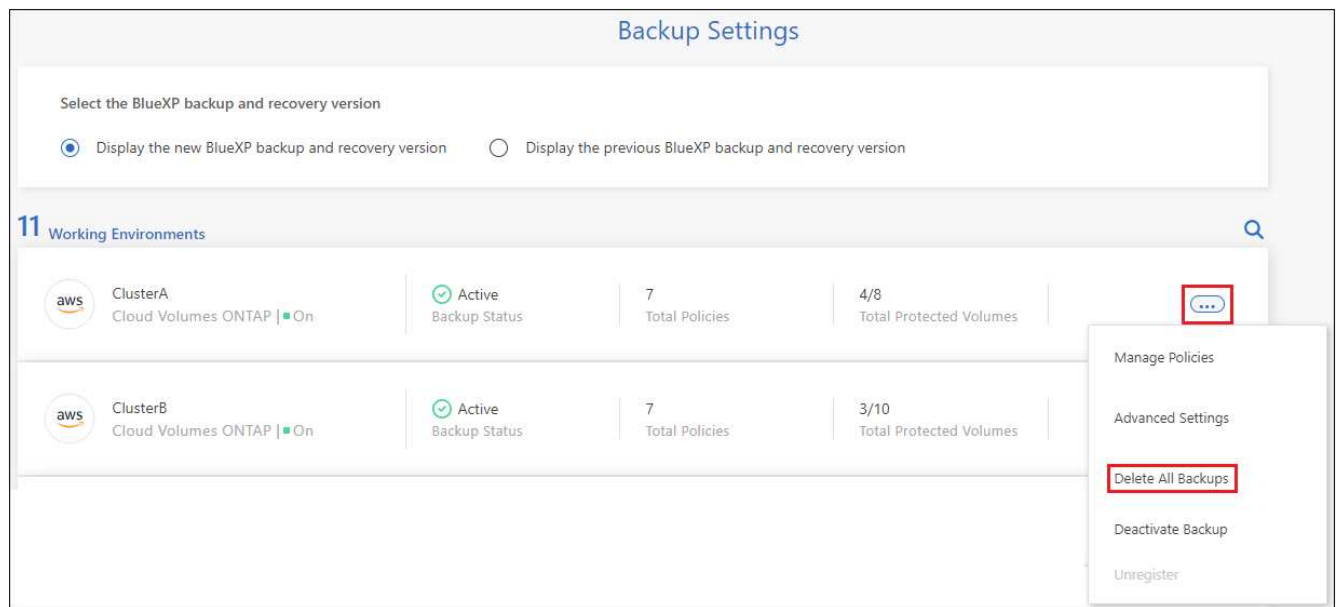 Backup Settings
Select the BlueXP backup and recovery version
Display the new BlueXP backup and recovery version
Display the previous BlueXP backup and recovery version
11 Working Environments
aws
ClusterA
Cloud Volumes ONTAP | On
Active
Backup Status
7
Total Policies
4/8
Total Protected Volumes
...
Manage Policies
Advanced Settings
Delete All Backups
Deactivate Backup
Unregister
aws
ClusterB
Cloud Volumes ONTAP | On
Active
Backup Status
7
Total Policies
3/10
Total Protected Volumes